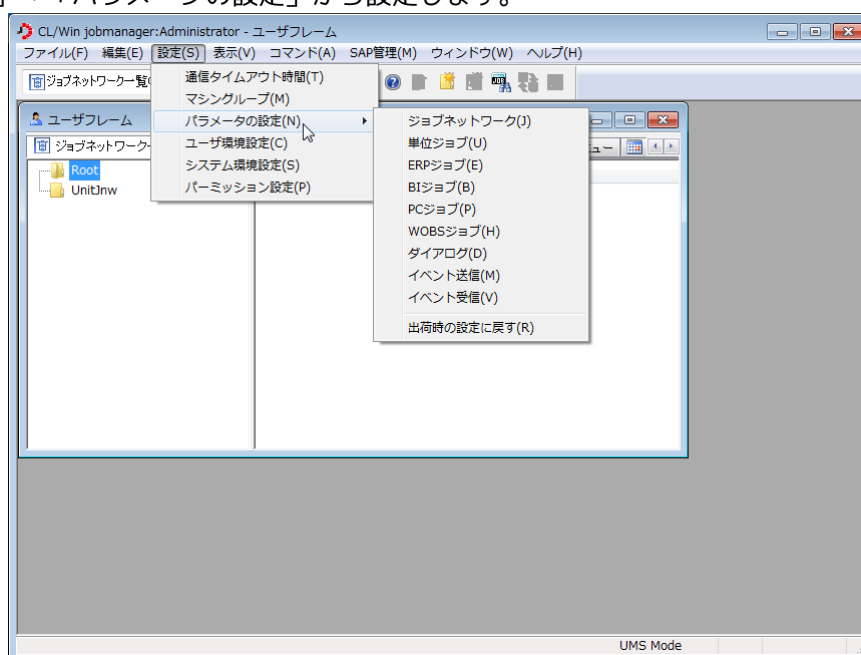 「パラメータの設定」から設定します。
CL/Win jobmanager:Administrator - ユーザフレーム
ファイル(F) 編集(E) 設定(S) 表示(V) コマンド(A) SAP管理(M) ウィンドウ(W) ヘルプ(H)
ジョブネットワーク一覧
通信タイムアウト時間(T)
マシングループ(M)
パラメータの設定(N)
ユーザ環境設定(C)
システム環境設定(S)
パーミッション設定(P)
ジョブネットワーク(J)
単位ジョブ(U)
ERPジョブ(E)
BIジョブ(B)
PCジョブ(P)
WOBSジョブ(H)
ダイアログ(D)
イベント送信(M)
イベント受信(V)
出荷時の設定に戻す(R)
ユーザフレーム
ジョブネットワーク
ュー
Root
UnitJnw
UMS Mode